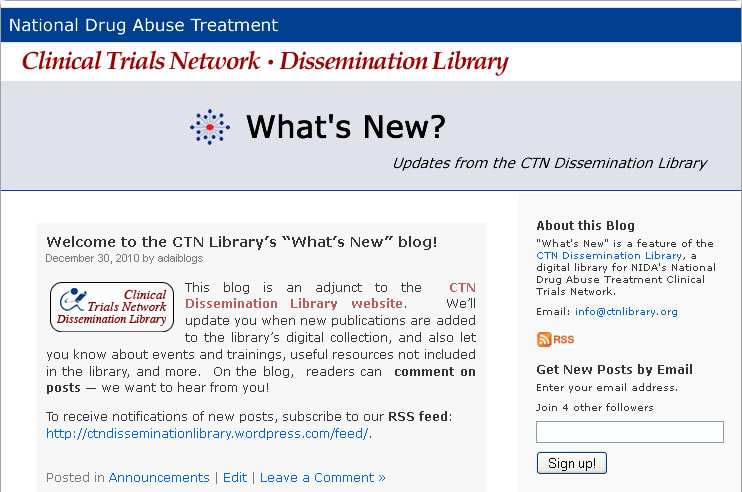 National Drug Abuse Treatment
Clinical Trials Network · Dissemination Library
What's New?
Updates from the CTN Dissemination Library
Welcome to the CTN Library’s “What’s New” blog!
December 30, 2010 by adaiblogs
Clinical
Trials Network
Dissemination Library
This blog is an adjunct to the CTN
Dissemination Library website. We’ll
update you when new publications are added
to the library’s digital collection, and also let
you know about events and trainings, useful resources not included
in the library, and more. On the blog, readers can comment on
posts — we want to hear from you!
To receive notifications of new posts, subscribe to our RSS feed:
http://ctndisseminationlibrary.wordpress.com/feed/.
Posted in Announcements | Edit | Leave a Comment »
About this Blog
"What's New" is a feature of the
CTN Dissemination Library, a
digital library for NIDA's National
Drug Abuse Treatment Clinical
Trials Network.
Email: info@ctnlibrary.org
RSS
Get New Posts by Email
Enter your email address.
Join 4 other followers
Sign up!